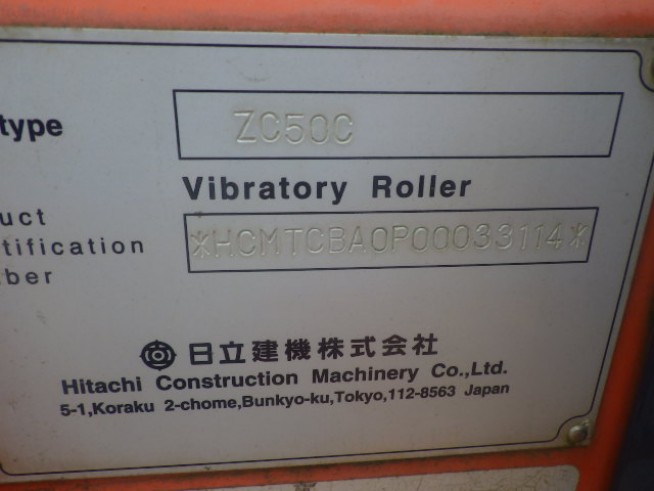 type
ZC50C
Vibratory Roller
uct
tification
ber
*HCMTCBA0P00033114*
日立建機株式会社
Hitachi Construction Machinery Co.,Ltd.
5-1,Koraku 2-chome,Bunkyo-ku,Tokyo,112-8563 Japan